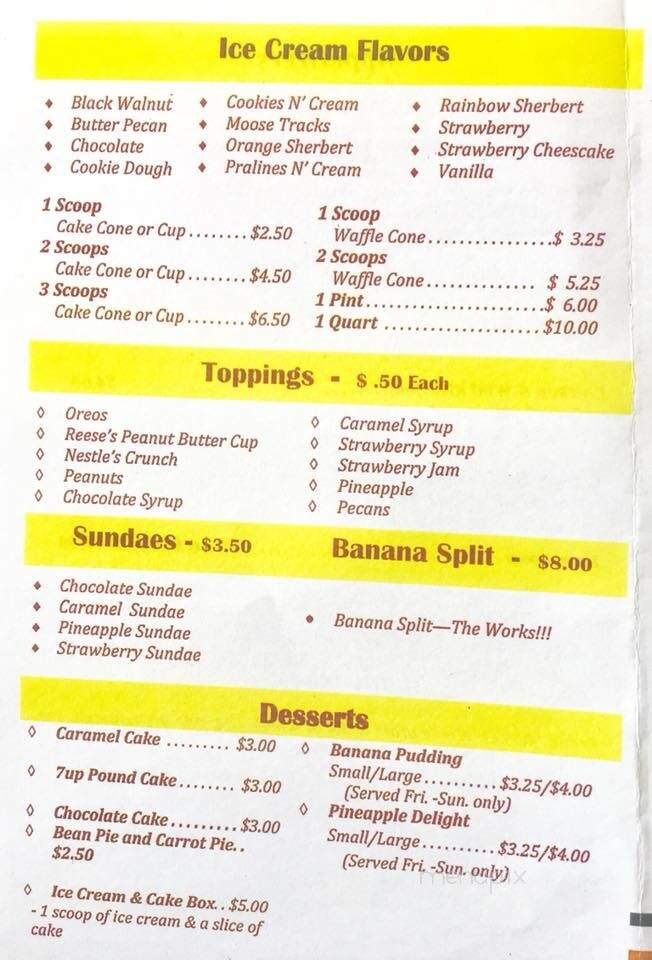 Ice Cream Flavors
♦ Black Walnut
♦ Butter Pecan
♦ Chocolate
♦ Cookie Dough
♦ Cookies N' Cream
♦ Moose Tracks
♦ Orange Sherbert
♦ Pralines N' Cream
♦ Rainbow Sherbert
♦ Strawberry
♦ Strawberry Cheescake
♦ Vanilla
1 Scoop
Cake Cone or Cup ........ $2.50
2 Scoops
Cake Cone or Cup ........ $4.50
3 Scoops
Cake Cone or Cup ........ $6.50
1 Scoop
Waffle Cone ................ $ 3.25
2 Scoops
Waffle Cone .............. $ 5.25
1 Pint ....................... $ 6.00
1 Quart .................... $10.00
Toppings - $ .50 Each
◊ Oreos
◊ Reese's Peanut Butter Cup
◊ Nestle's Crunch
◊ Peanuts
◊ Chocolate Syrup
◊ Caramel Syrup
◊ Strawberry Syrup
◊ Strawberry Jam
◊ Pineapple
◊ Pecans
Sundaes - $3.50
♦ Chocolate Sundae
♦ Caramel Sundae
♦ Pineapple Sundae
♦ Strawberry Sundae
Banana Split - $8.00
• Banana Split—The Works!!!
Desserts
◊ Caramel Cake ......... $3.00
◊ 7up Pound Cake ........ $3.00
◊ Chocolate Cake ......... $3.00
◊ Bean Pie and Carrot Pie. .
$2.50
◊ Ice Cream & Cake Box. . $5.00
- 1 scoop of ice cream & a slice of
cake
◊ Banana Pudding
Small/Large .......... $3.25/$4.00
(Served Fri. -Sun. only)
◊ Pineapple Delight
Small/Large .......... $3.25/$4.00
(Served Fri. -Sun. only)
menupix